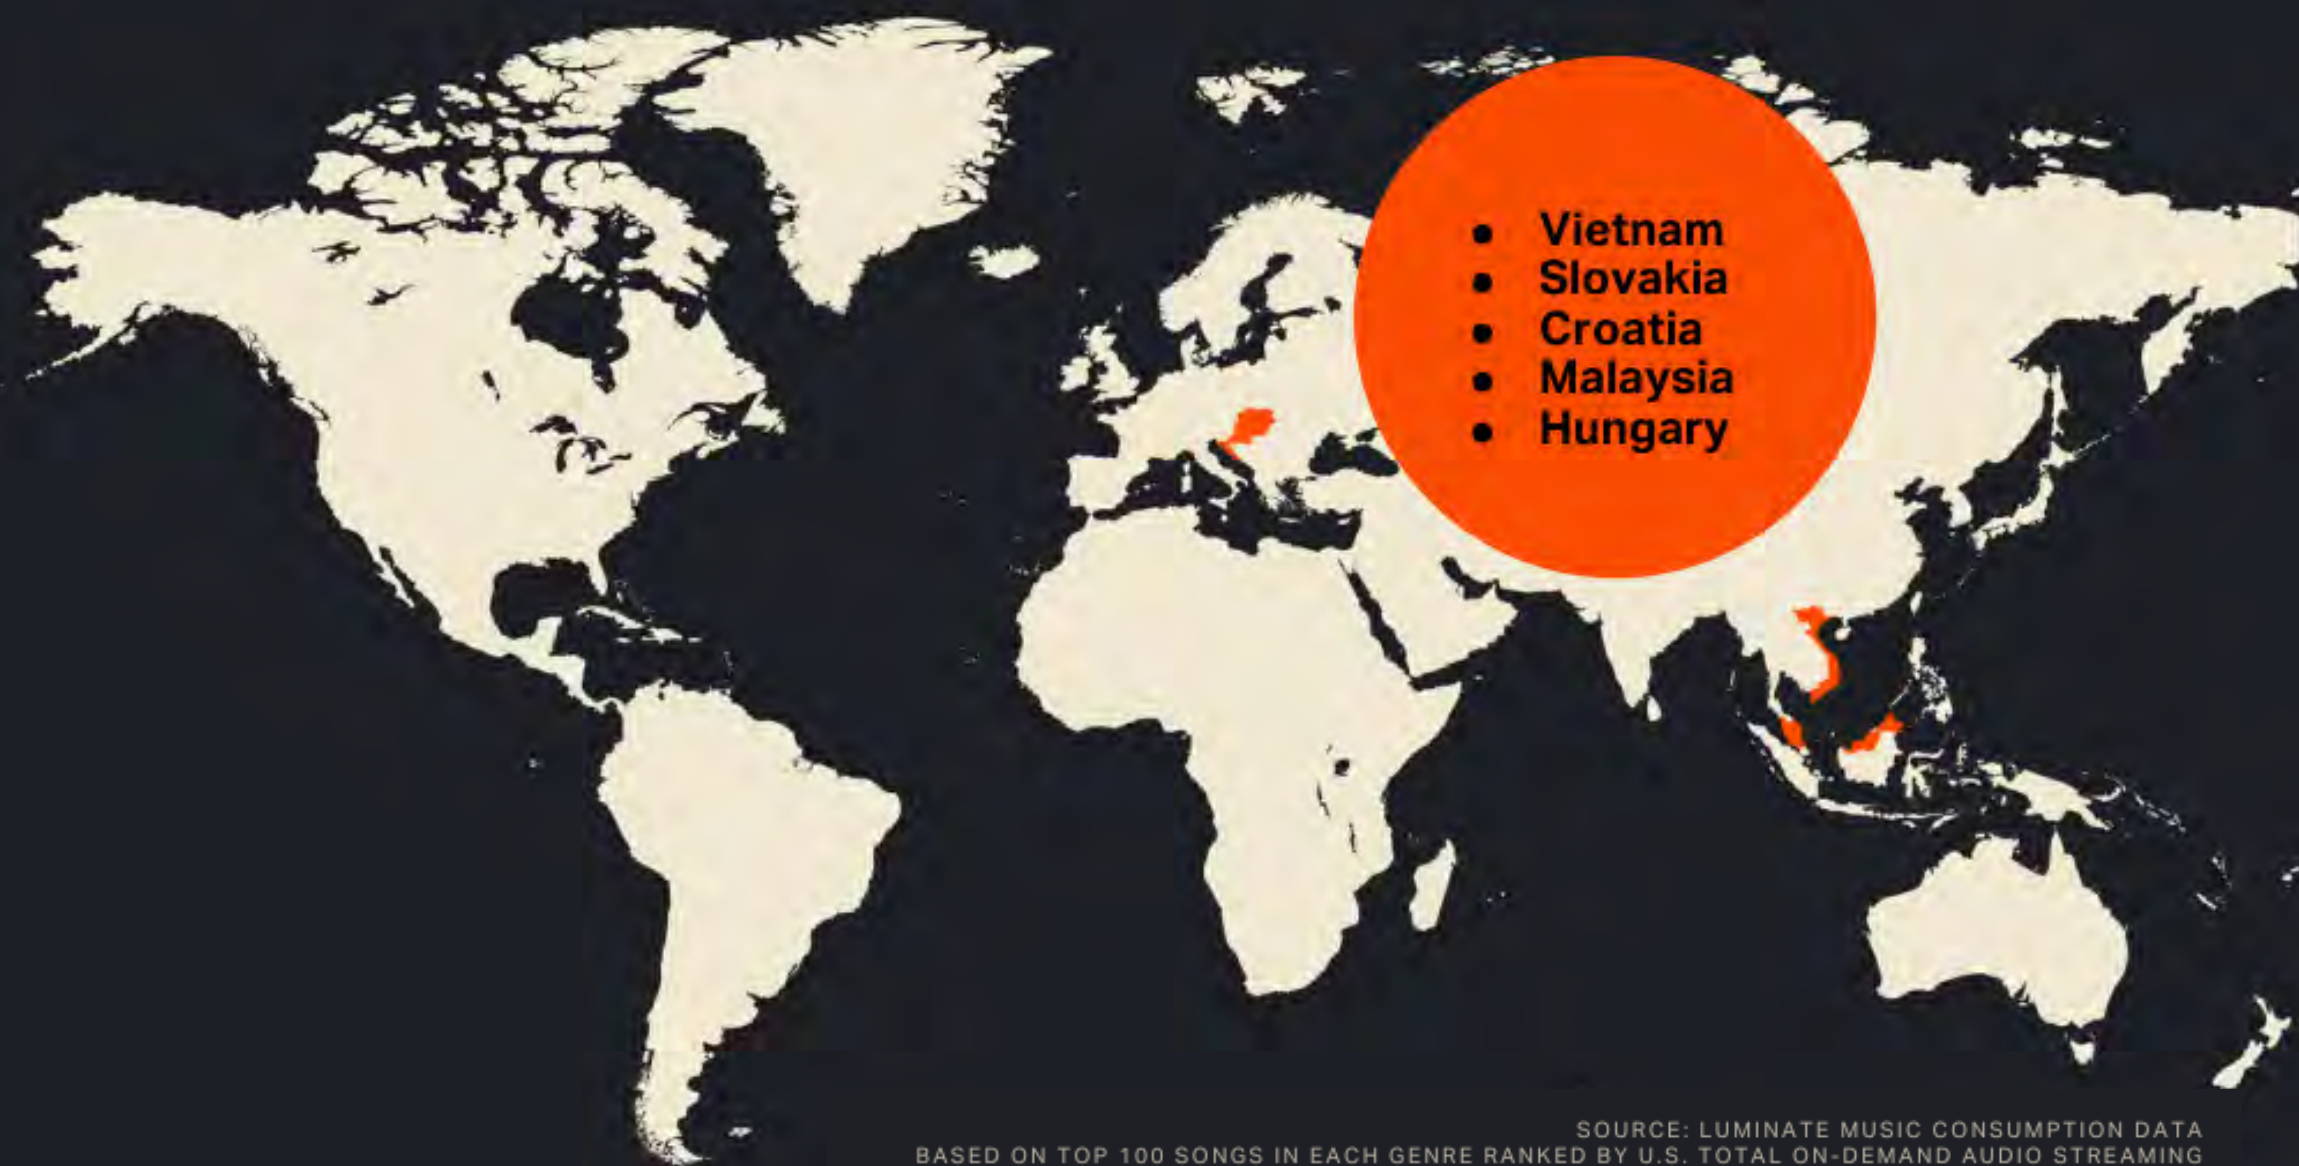 • Vietnam
• Slovakia
• Croatia
• Malaysia
• Hungary
SOURCE: LUMINATE MUSIC CONSUMPTION DATA
BASED ON TOP 100 SONGS IN EACH GENRE RANKED BY U.S. TOTAL ON-DEMAND AUDIO STREAMING